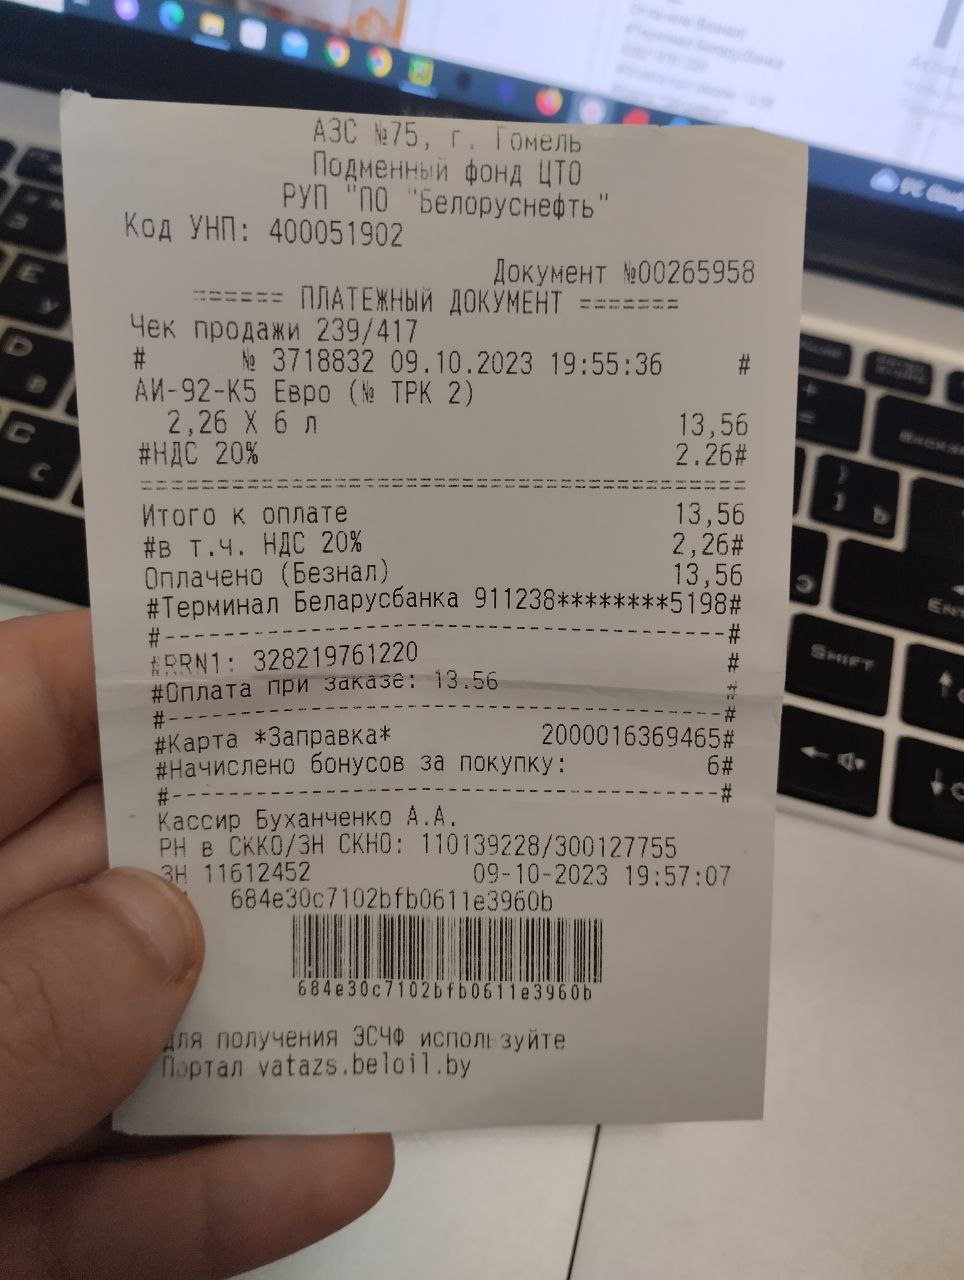 АЗС №75, г. Гомель
Подменный фонд ЦТО
РУП "ПО "Белоруснефть"
Код УНП: 400051902
Документ №00265958
====== ПЛАТЕЖНЫЙ ДОКУМЕНТ =======
Чек продажи 239/417
# № 3718832 09.10.2023 19:55:36 #
АИ-92-К5 Евро (№ ТРК 2)
2,26 X 6 л 13,56
#НДС 20% 2.26#
Итого к оплате 13,56
#в т.ч. НДС 20% 2,26#
Оплачено (Безнал) 13,56
#Терминал Беларусбанка 911238********5198#
#--------------------------------------#
#RRN1: 328219761220 #
#Оплата при заказе: 13.56 #
#--------------------------------------#
#Карта *Заправка* 2000016369465#
#Начислено бонусов за покупку: 6#
#--------------------------------------#
Кассир Буханченко А.А.
РН в СККО/ЗН СКНО: 110139228/300127755
ЗН 11612452 09-10-2023 19:57:07
684e30c7102bfb0611e3960b
684e30c7102bfb0611e3960b
для получения ЭСЧФ используйте
Портал vatazs.beloil.by
SHIFT